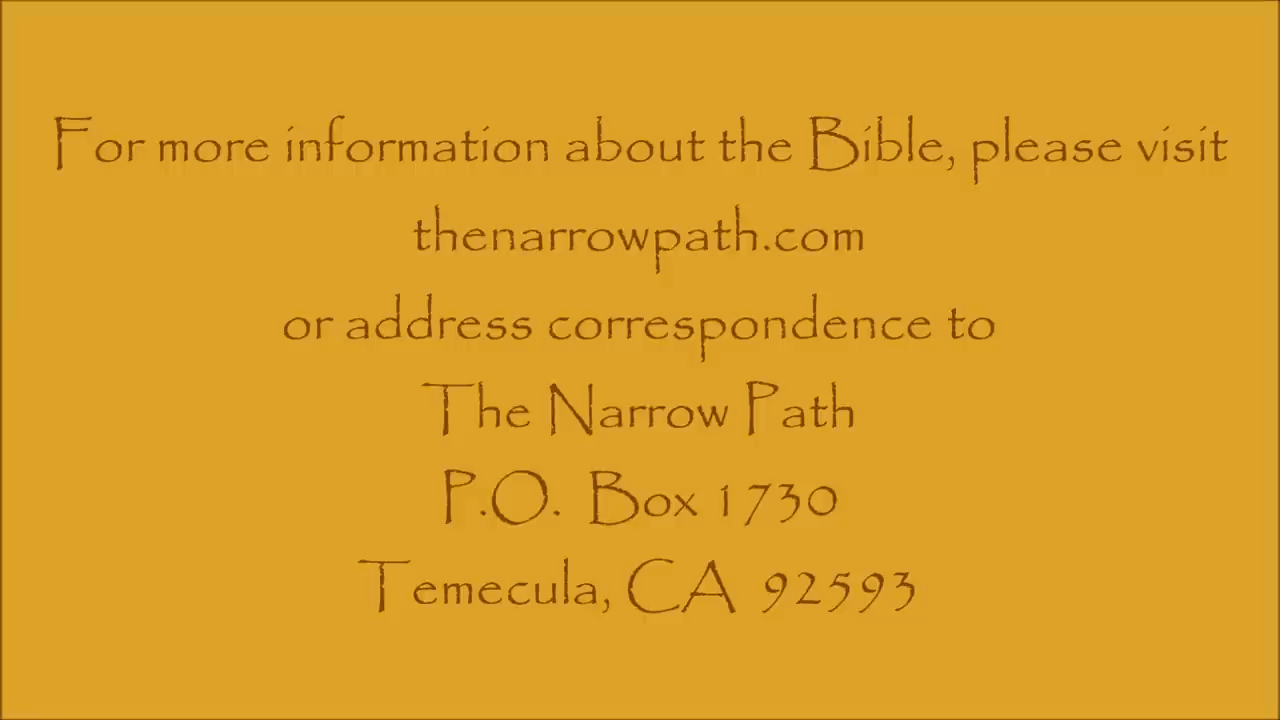 For more information about the Bible, please visit
thenarrowpath.com
or address correspondence to
The Narrow Path
P.O. Box 1730
Temecula, CA 92593